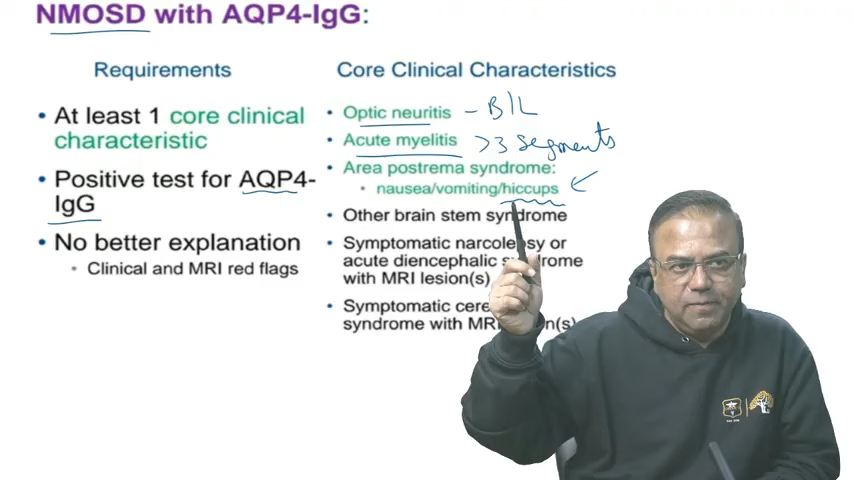 NMOSD with AQP4-IgG:
Requirements
• At least 1 core clinical
characteristic
• Positive test for AQP4-
IgG
• No better explanation
• Clinical and MRI red flags
Core Clinical Characteristics
• Optic neuritis - B/L
• Acute myelitis >3 segments
• Area postrema syndrome:
• nausea/vomiting/hiccups
• Other brain stem syndrome
• Symptomatic narcolepsy or
acute diencephalic syndrome
with MRI lesion(s)
• Symptomatic
syndrome with MRI